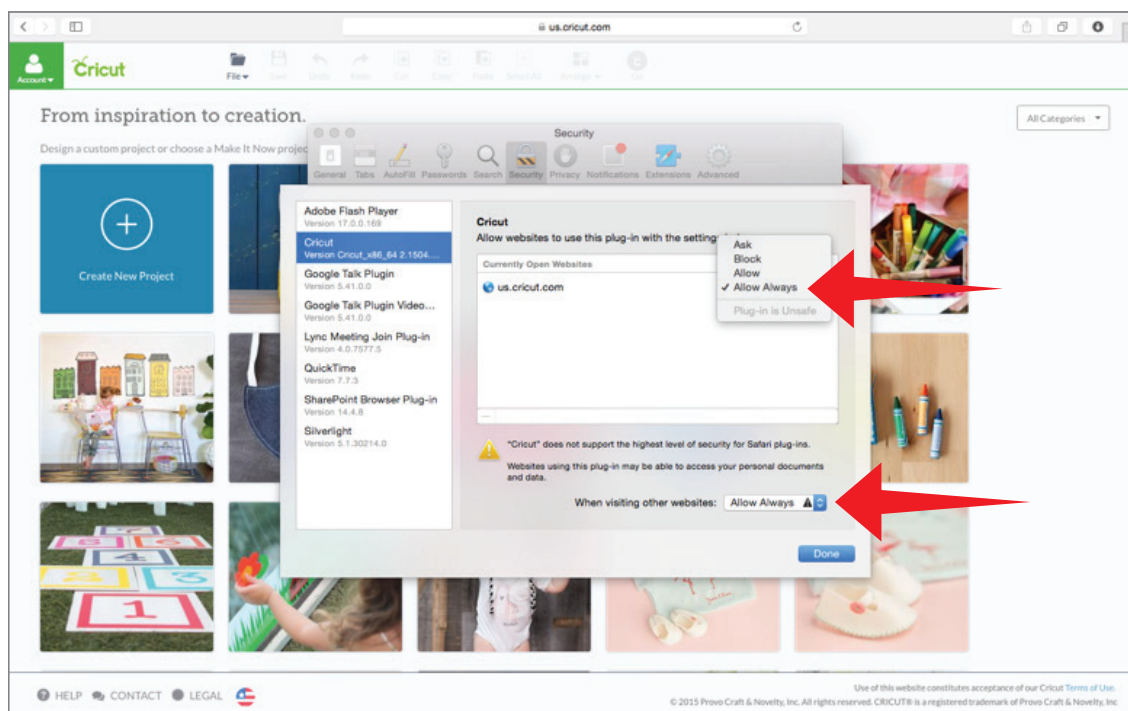 us.cricut.com
Account
Cricut
File
Save
Undo
Redo
Cut
Copy
Paste
Select All
Arrange
Go
From inspiration to creation.
All Categories
Design a custom project or choose a Make It Now projec
Create New Project
Security
General Tabs AutoFill Passwords Search Security Privacy Notifications Extensions Advanced
Adobe Flash Player
Version 17.0.0.169
Cricut
Version Cricut_x86_64 2.1504....
Google Talk Plugin
Version 5.41.0.0
Google Talk Plugin Video...
Version 5.41.0.0
Lync Meeting Join Plug-in
Version 4.0.7577.5
QuickTime
Version 7.7.3
SharePoint Browser Plug-in
Version 14.4.8
Silverlight
Version 5.1.30214.0
Cricut
Allow websites to use this plug-in with the settings
Currently Open Websites
us.cricut.com
Ask
Block
Allow
✓ Allow Always
Plug-in is Unsafe
"Cricut" does not support the highest level of security for Safari plug-ins.
Websites using this plug-in may be able to access your personal documents
and data.
When visiting other websites: Allow Always
Done
6
5
4
2
3
1
HELP CONTACT LEGAL
Use of this website constitutes acceptance of our Cricut Terms of Use.
© 2015 Provo Craft & Novelty, Inc. All rights reserved. CRICUT® is a registered trademark of Provo Craft & Novelty, Inc